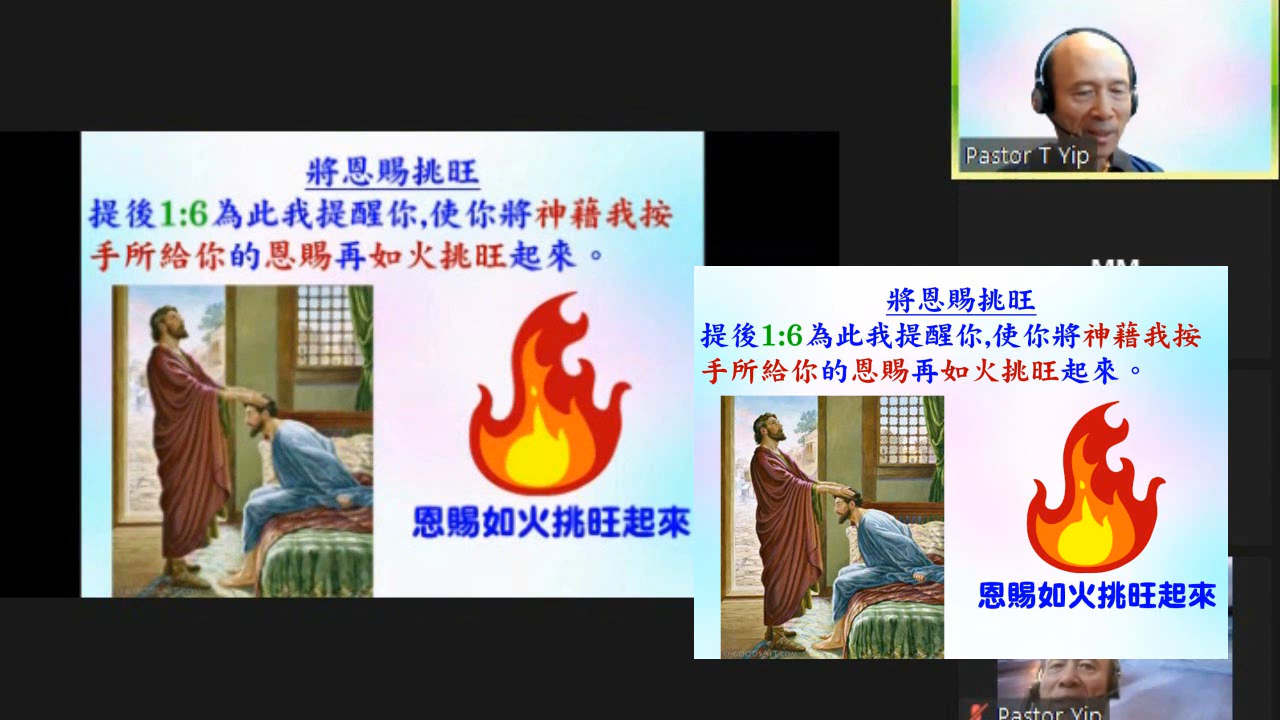 將恩賜挑旺
提後1:6為此我提醒你,使你將神藉我按
手所給你的恩賜再如火挑旺起來。
恩賜如火挑旺起來
Pastor T Yip
MM
將恩賜挑旺
提後1:6為此我提醒你,使你將神藉我按
手所給你的恩賜再如火挑旺起來。
恩賜如火挑旺起來
GOODSALT.COM
Pastor Yip